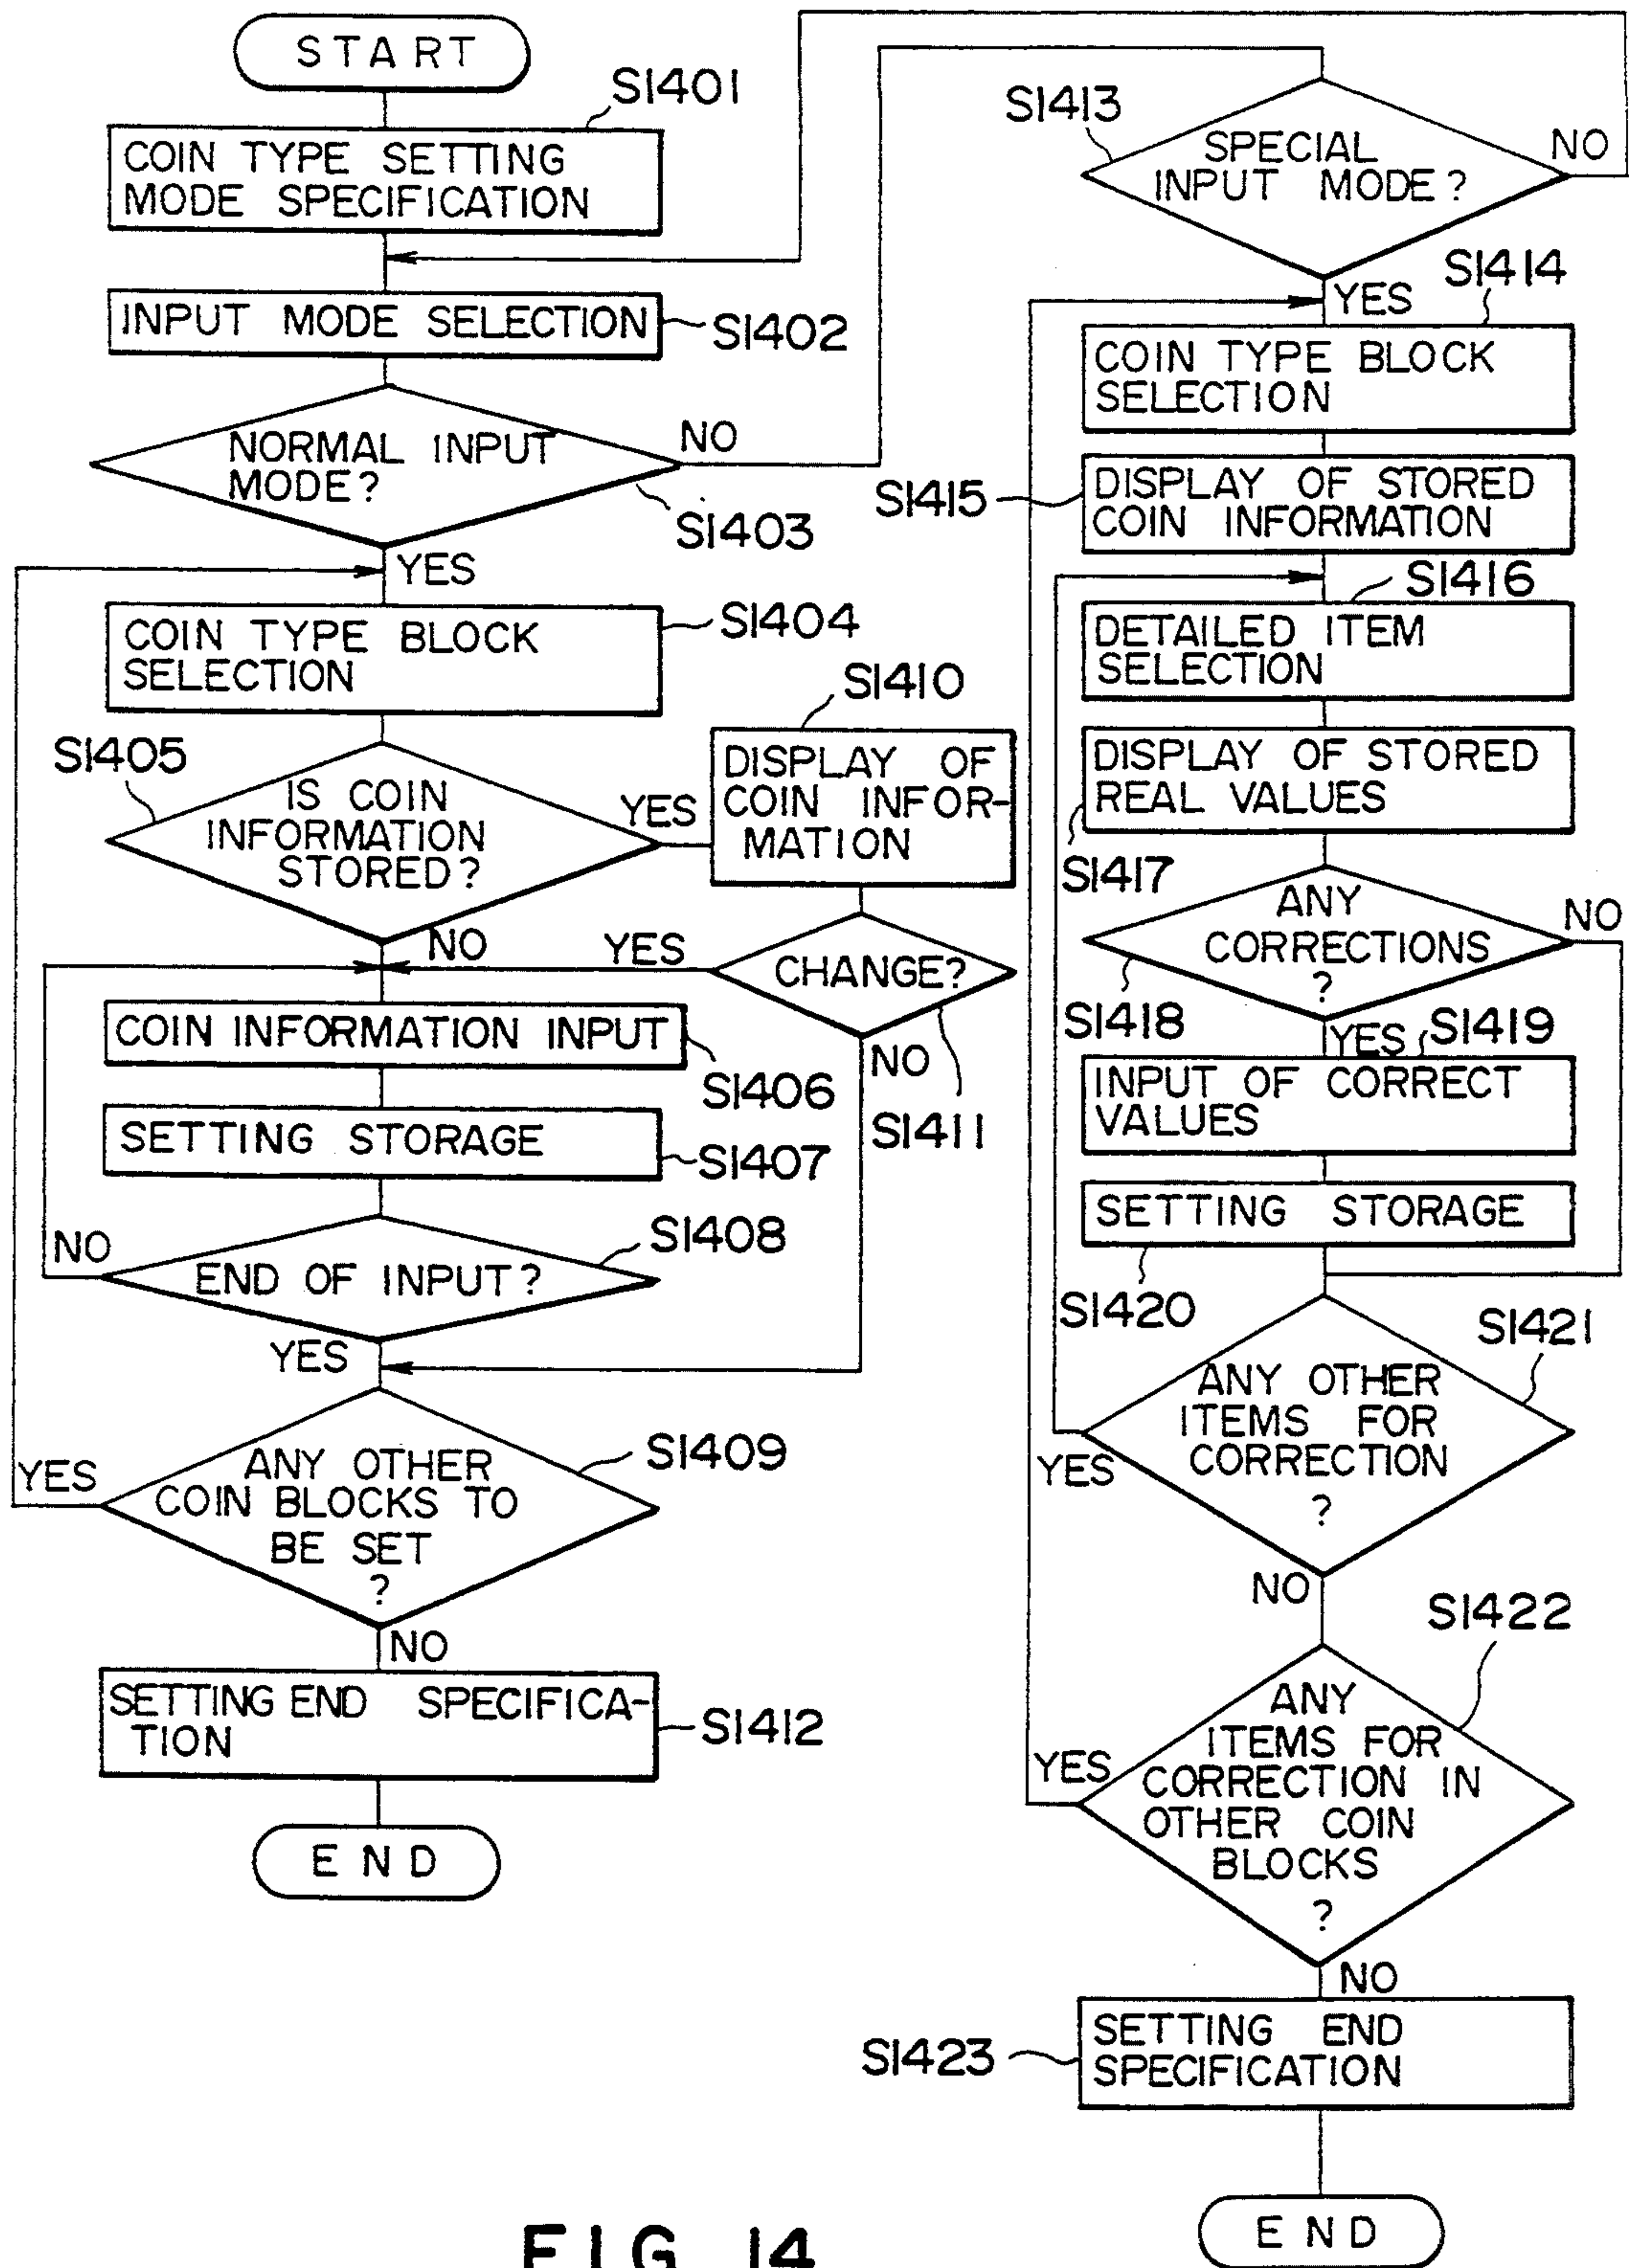 START
S1401
COIN TYPE SETTING
MODE SPECIFICATION
INPUT MODE SELECTION
S1402
NORMAL INPUT
MODE?
NO
S1403
YES
COIN TYPE BLOCK
SELECTION
S1404
S1405
IS COIN
INFORMATION
STORED?
YES
NO
S1410
DISPLAY OF
COIN INFOR-
MATION
YES
CHANGE?
NO
S1411
COIN INFORMATION INPUT
S1406
SETTING STORAGE
S1407
NO
END OF INPUT?
S1408
YES
YES
ANY OTHER
COIN BLOCKS TO
BE SET
?
S1409
NO
SETTING END SPECIFICA-
TION
S1412
END
S1413
SPECIAL
INPUT MODE?
NO
YES
S1414
COIN TYPE BLOCK
SELECTION
S1415
DISPLAY OF STORED
COIN INFORMATION
S1416
DETAILED ITEM
SELECTION
DISPLAY OF STORED
REAL VALUES
S1417
ANY
CORRECTIONS
?
NO
S1418
YES
S1419
INPUT OF CORRECT
VALUES
SETTING STORAGE
S1420
S1421
ANY OTHER
ITEMS FOR
CORRECTION
?
YES
NO
S1422
ANY
ITEMS FOR
CORRECTION IN
OTHER COIN
BLOCKS
?
YES
NO
SETTING END
SPECIFICATION
S1423
END
FIG. 14